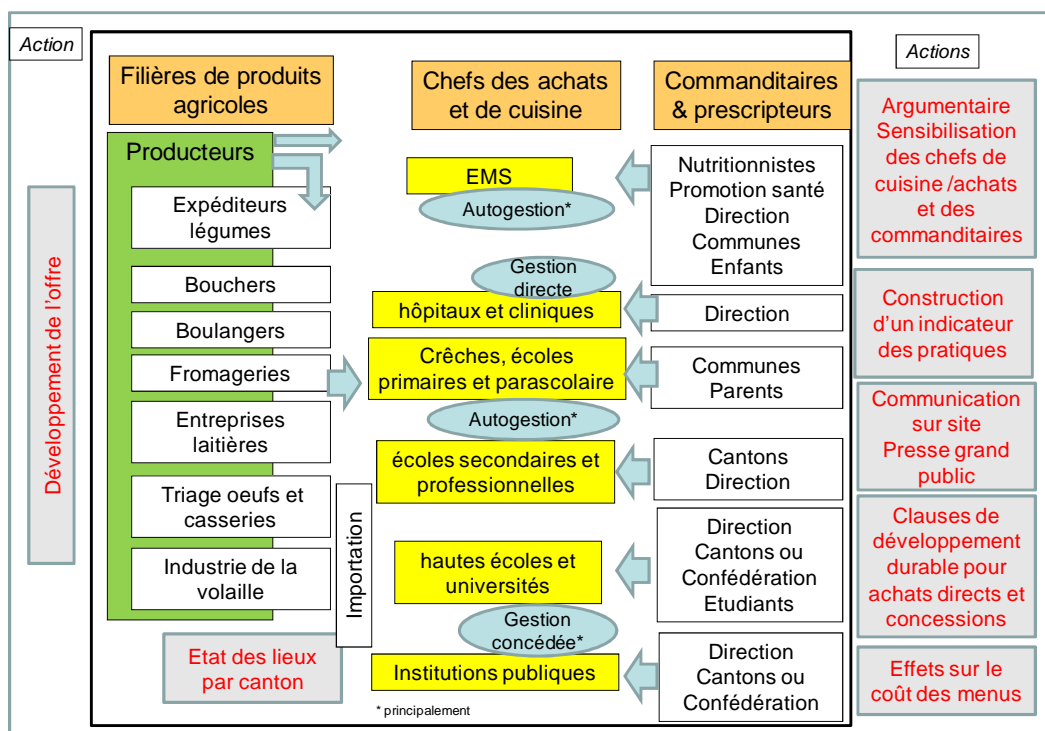 Action
Développement de l'offre
Filières de produits
agricoles
Producteurs
Expéditeurs
légumes
Bouchers
Boulangers
Fromageries
Entreprises
laitières
Triage oeufs et
casseries
Industrie de la
volaille
Etat des lieux
par canton
Importation
Chefs des achats
et de cuisine
EMS
Autogestion*
Gestion
directe
hôpitaux et cliniques
Crêches, écoles
primaires et parascolaire
Autogestion*
écoles secondaires et
professionnelles
hautes écoles et
universités
Gestion
concédée*
Institutions publiques
* principalement
Commanditaires
& prescripteurs
Nutritionnistes
Promotion santé
Direction
Communes
Enfants
Direction
Communes
Parents
Cantons
Direction
Direction
Cantons ou
Confédération
Etudiants
Direction
Cantons ou
Confédération
Actions
Argumentaire
Sensibilisation
des chefs de
cuisine /achats
et des
commanditaires
Construction
d'un indicateur
des pratiques
Communication
sur site
Presse grand
public
Clauses de
développement
durable pour
achats directs et
concessions
Effets sur le
coût des menus